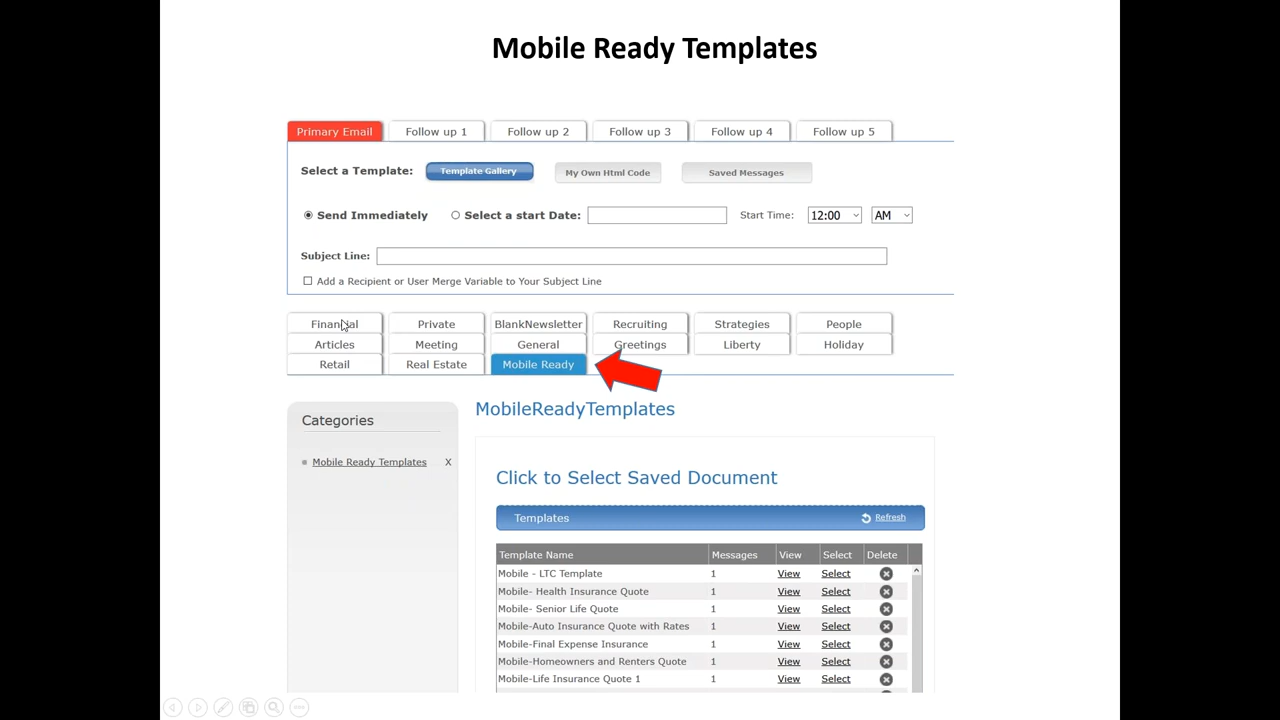 Mobile Ready Templates
Primary Email Follow up 1 Follow up 2 Follow up 3 Follow up 4 Follow up 5
Select a Template: Template Gallery My Own Html Code Saved Messages
Send Immediately Select a start Date: Start Time: 12:00 AM
Subject Line:
Add a Recipient or User Merge Variable to Your Subject Line
Financial Private BlankNewsletter Recruiting Strategies People
Articles Meeting General Greetings Liberty Holiday
Retail Real Estate Mobile Ready
Categories
Mobile Ready Templates X
MobileReadyTemplates
Click to Select Saved Document
Templates Refresh
Template Name Messages View Select Delete
Mobile - LTC Template 1 View Select
Mobile- Health Insurance Quote 1 View Select
Mobile- Senior Life Quote 1 View Select
Mobile-Auto Insurance Quote with Rates 1 View Select
Mobile-Final Expense Insurance 1 View Select
Mobile-Homeowners and Renters Quote 1 View Select
Mobile-Life Insurance Quote 1 1 View Select